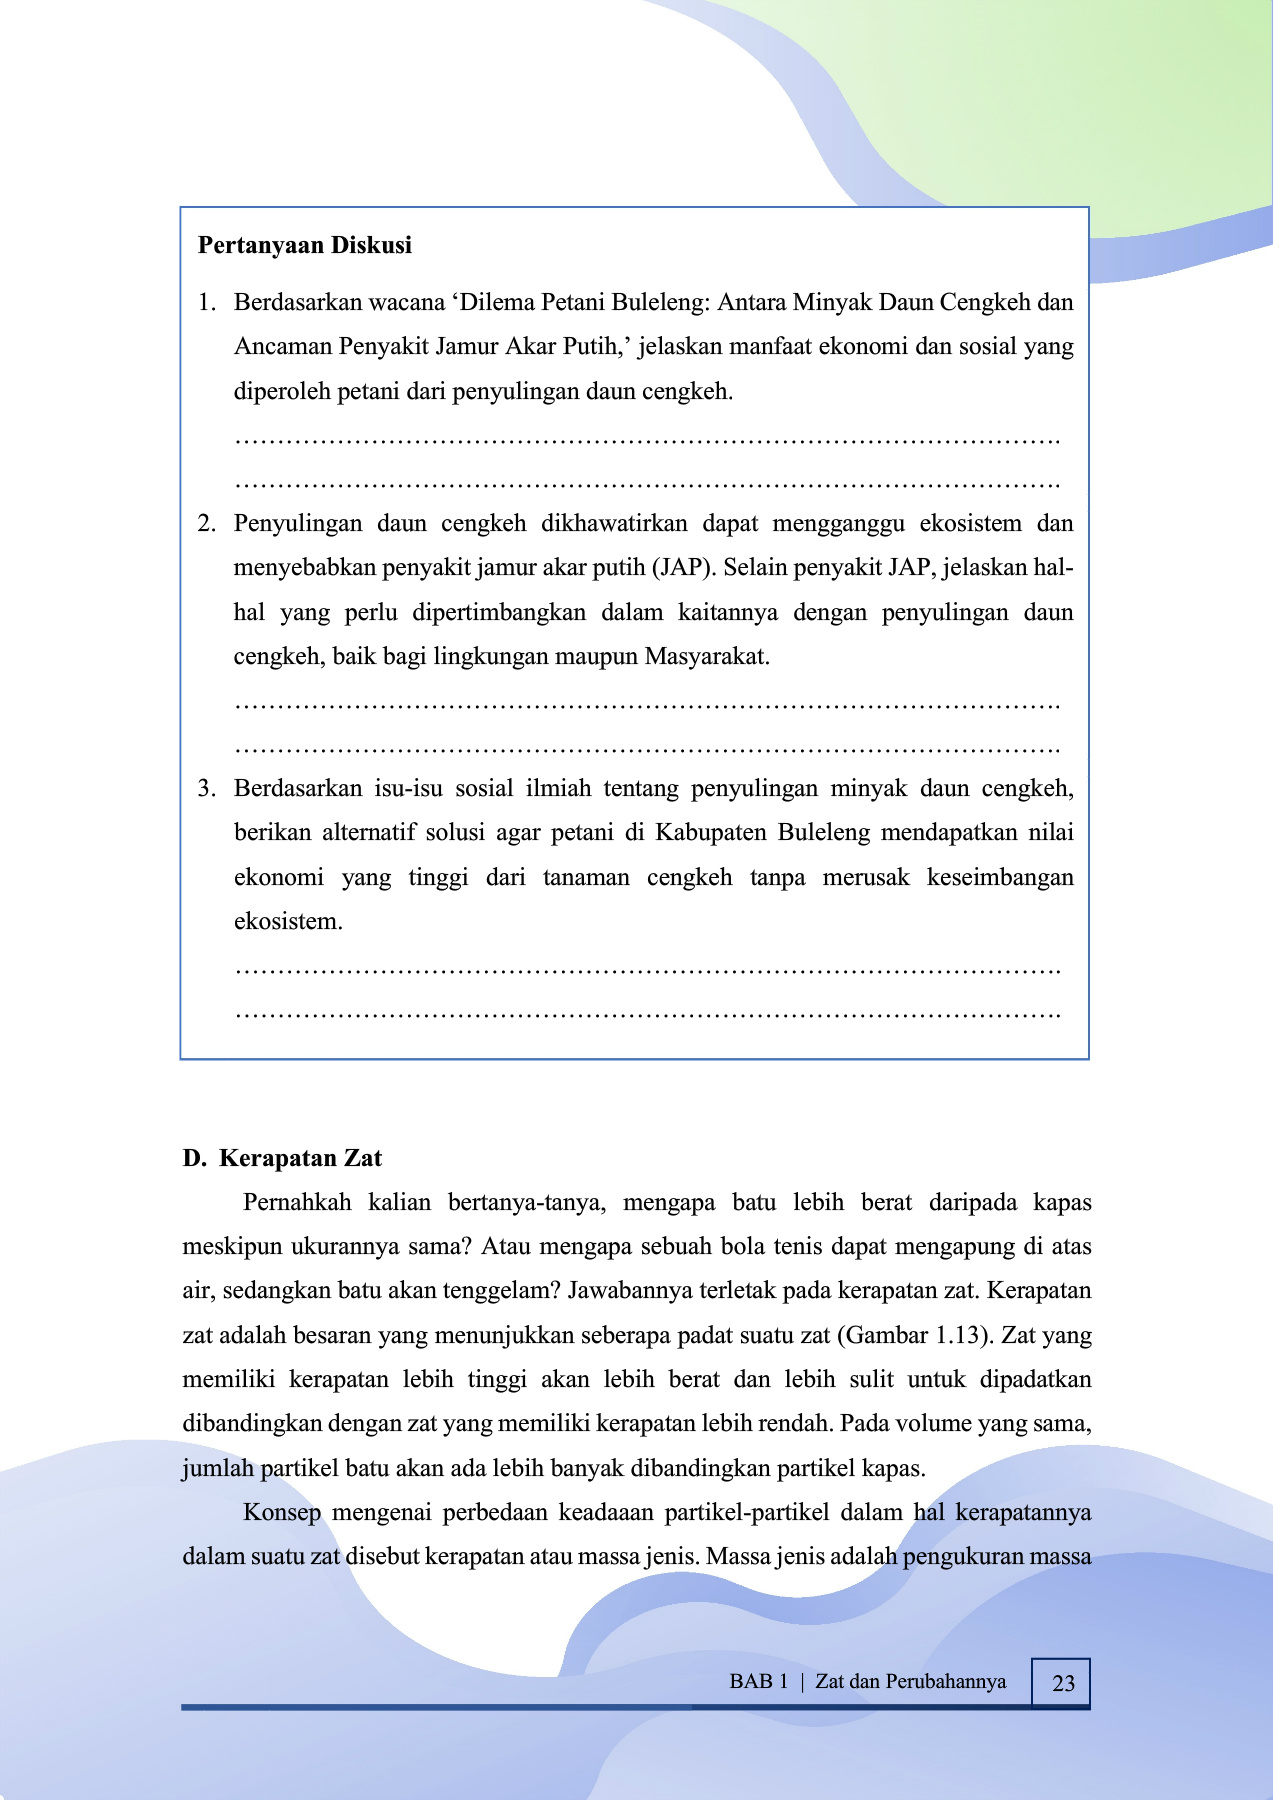 Pertanyaan Diskusi
1. Berdasarkan wacana ‘Dilema Petani Buleleng: Antara Minyak Daun Cengkeh dan
Ancaman Penyakit Jamur Akar Putih,’ jelaskan manfaat ekonomi dan sosial yang
diperoleh petani dari penyulingan daun cengkeh.
……………………………………………………………………………………….
……………………………………………………………………………………….
2. Penyulingan daun cengkeh dikhawatirkan dapat mengganggu ekosistem dan
menyebabkan penyakit jamur akar putih (JAP). Selain penyakit JAP, jelaskan hal-
hal yang perlu dipertimbangkan dalam kaitannya dengan penyulingan daun
cengkeh, baik bagi lingkungan maupun Masyarakat.
……………………………………………………………………………………….
……………………………………………………………………………………….
3. Berdasarkan isu-isu sosial ilmiah tentang penyulingan minyak daun cengkeh,
berikan alternatif solusi agar petani di Kabupaten Buleleng mendapatkan nilai
ekonomi yang tinggi dari tanaman cengkeh tanpa merusak keseimbangan
ekosistem.
……………………………………………………………………………………….
……………………………………………………………………………………….
D. Kerapatan Zat
Pernahkah kalian bertanya-tanya, mengapa batu lebih berat daripada kapas
meskipun ukurannya sama? Atau mengapa sebuah bola tenis dapat mengapung di atas
air, sedangkan batu akan tenggelam? Jawabannya terletak pada kerapatan zat. Kerapatan
zat adalah besaran yang menunjukkan seberapa padat suatu zat (Gambar 1.13). Zat yang
memiliki kerapatan lebih tinggi akan lebih berat dan lebih sulit untuk dipadatkan
dibandingkan dengan zat yang memiliki kerapatan lebih rendah. Pada volume yang sama,
jumlah partikel batu akan ada lebih banyak dibandingkan partikel kapas.
Konsep mengenai perbedaan keadaaan partikel-partikel dalam hal kerapatannya
dalam suatu zat disebut kerapatan atau massa jenis. Massa jenis adalah pengukuran massa
BAB 1 | Zat dan Perubahannya 23